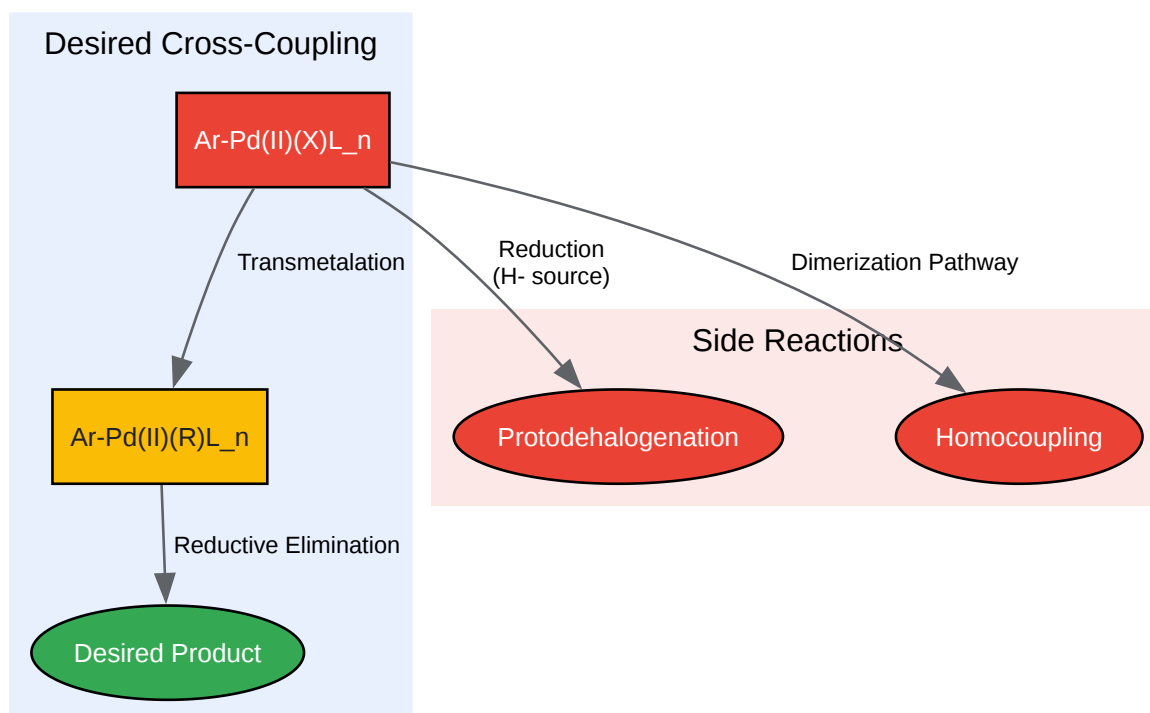 Desired Cross-Coupling
Ar-Pd(II)(X)L_n
Transmetalation
Reduction
(H- source)
Dimerization Pathway
Side Reactions
Ar-Pd(II)(R)L_n
Protodehalogenation
Homocoupling
Reductive Elimination
Desired Product